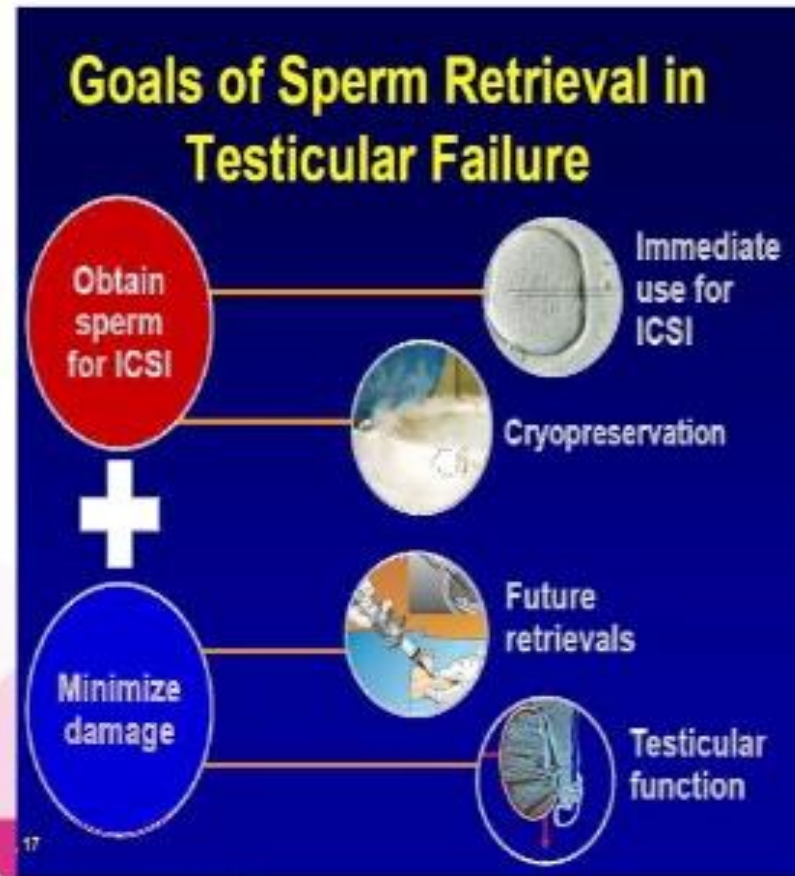 Goals of Sperm Retrieval in
Testicular Failure
Obtain
sperm
for ICSI
Immediate
use for
ICSI
Cryopreservation
Minimize
damage
Future
retrievals
Testicular
function
17